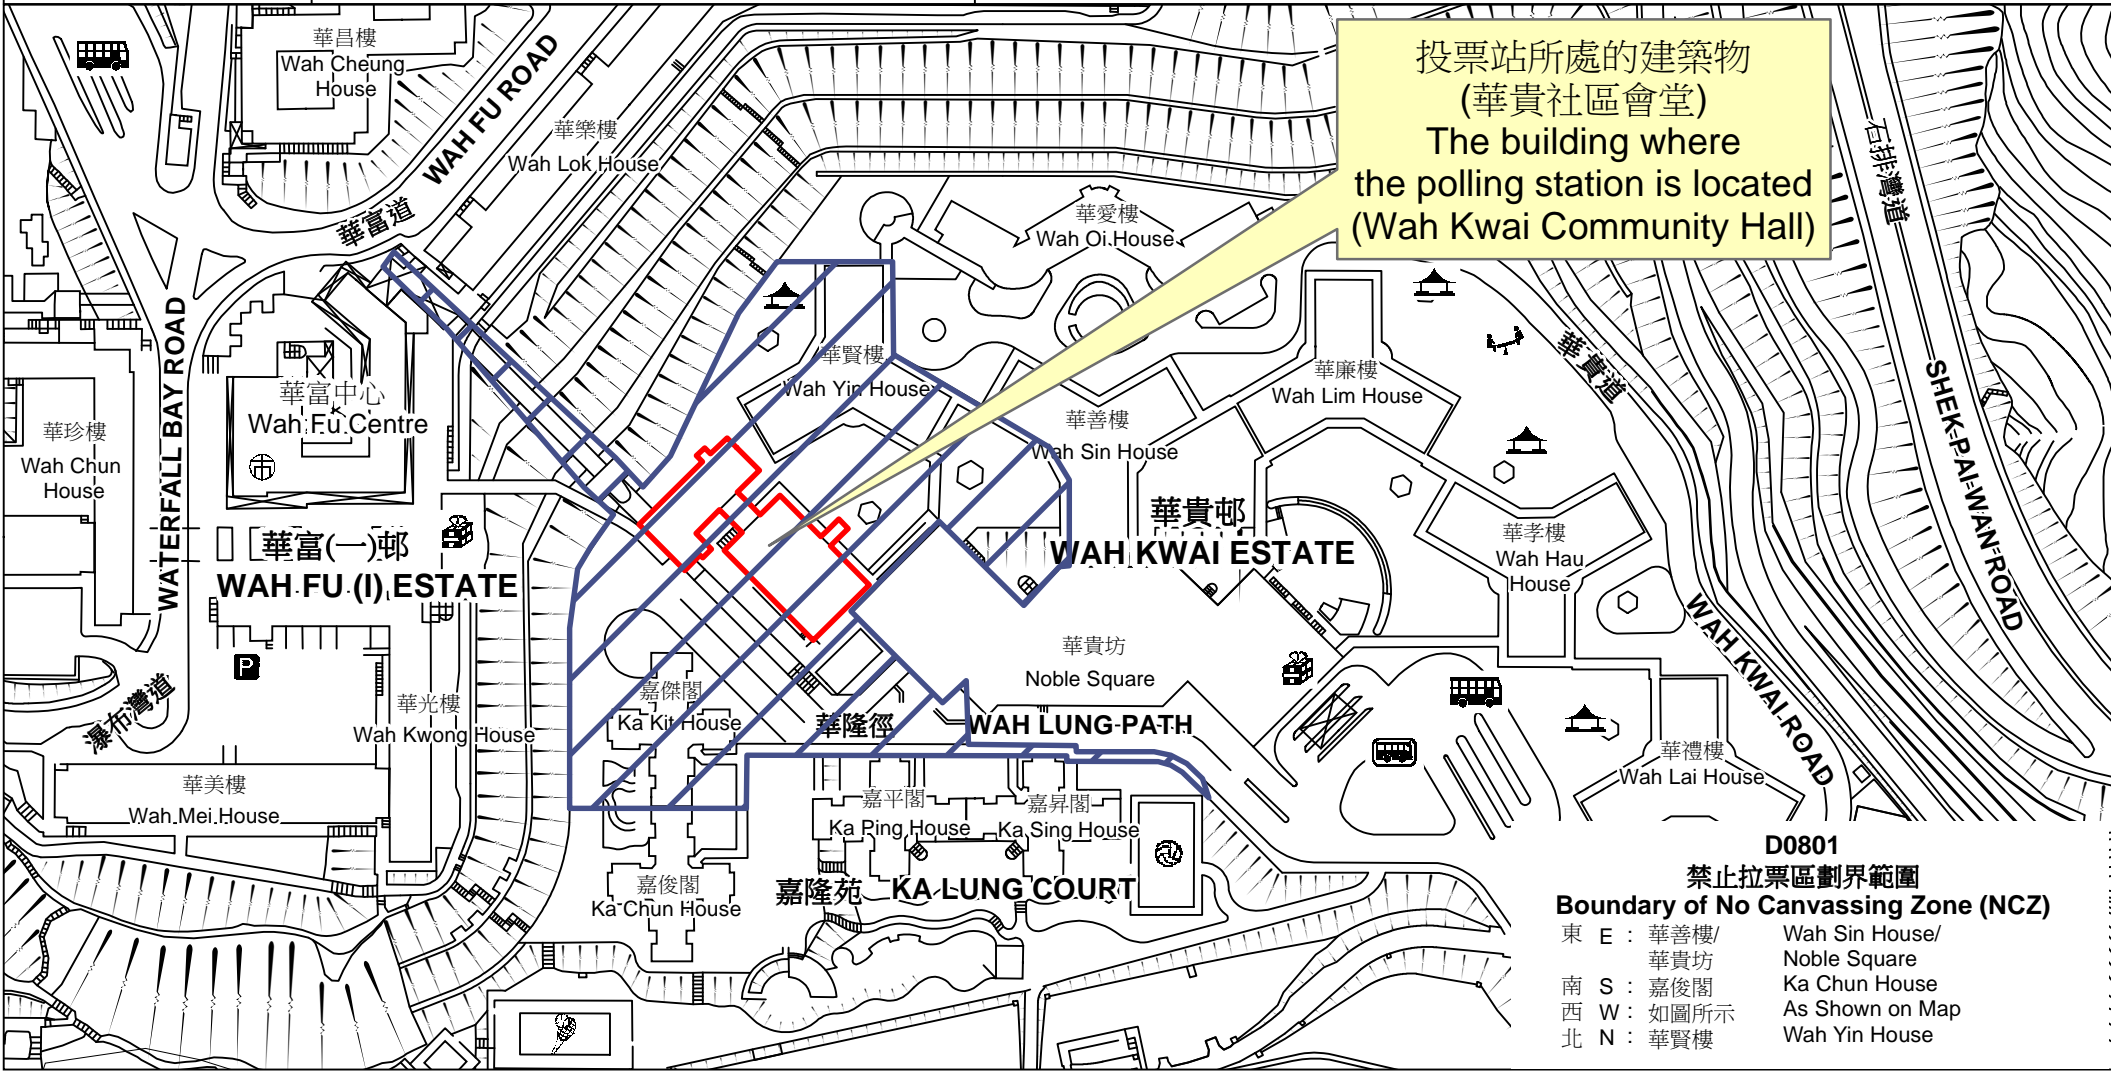 華昌樓
Wah Cheung
House
WAH FU ROAD
華樂樓
Wah Lok House
華富道
投票站所處的建築物
(華貴社區會堂)
The building where
the polling station is located
(Wah Kwai Community Hall)
石排灣道
SHEK PAI WAN ROAD
華愛樓
Wah Oi House
華賢樓
Wah Yin House
華廉樓
Wah Lim House
華貴道
華善樓
Wah Sin House
華富中心
Wah Fu Centre
市
WATERFALL BAY ROAD
華珍樓
Wah Chun
House
華富(一)邨
WAH FU (I) ESTATE
華貴邨
WAH KWAI ESTATE
華孝樓
Wah Hau
House
WAH KWAI ROAD
P
華貴坊
Noble Square
瀑布灣道
華光樓
Wah Kwong House
嘉傑閣
Ka Kit House
華隆徑
WAH LUNG PATH
華禮樓
Wah Lai House
華美樓
Wah Mei House
嘉平閣
Ka Ping House
嘉昇閣
Ka Sing House
嘉俊閣
Ka Chun House
嘉隆苑 KA LUNG COURT
D0801
禁止拉票區劃界範圍
Boundary of No Canvassing Zone (NCZ)
東 E : 華善樓/ Wah Sin House/
華貴坊 Noble Square
南 S : 嘉俊閣 Ka Chun House
西 W : 如圖所示 As Shown on Map
北 N : 華賢樓 Wah Yin House